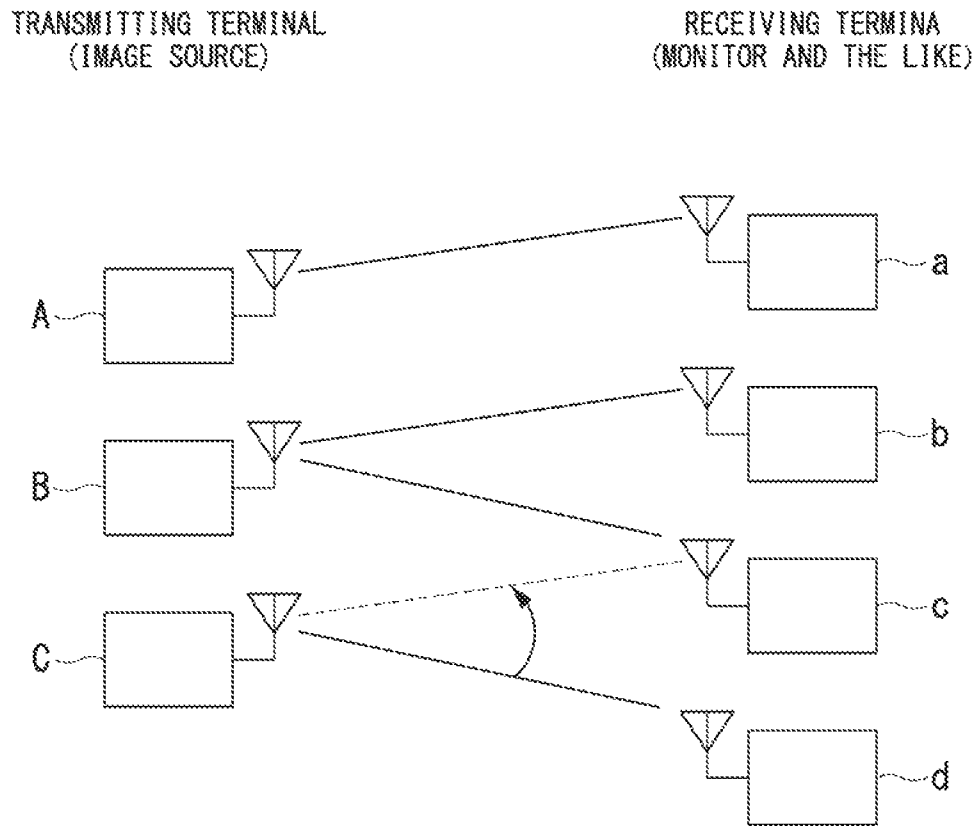 TRANSMITTING TERMINAL
(IMAGE SOURCE)
RECEIVING TERMINA
(MONITOR AND THE LIKE)
A
a
B
b
C
c
d